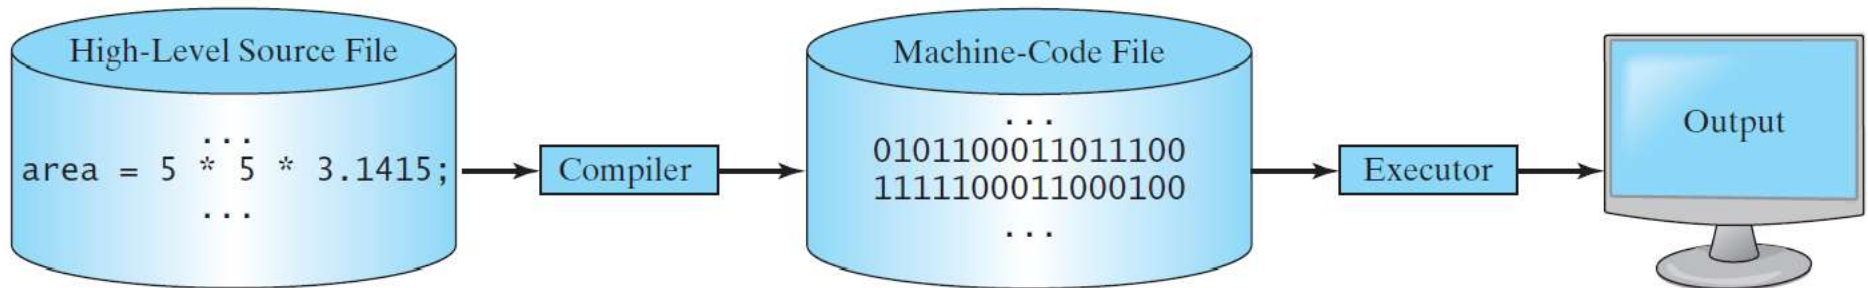 High-Level Source File
...
area = 5 * 5 * 3.1415;
...
Compiler
Machine-Code File
...
0101100011011100
1111100011000100
...
Executor
Output